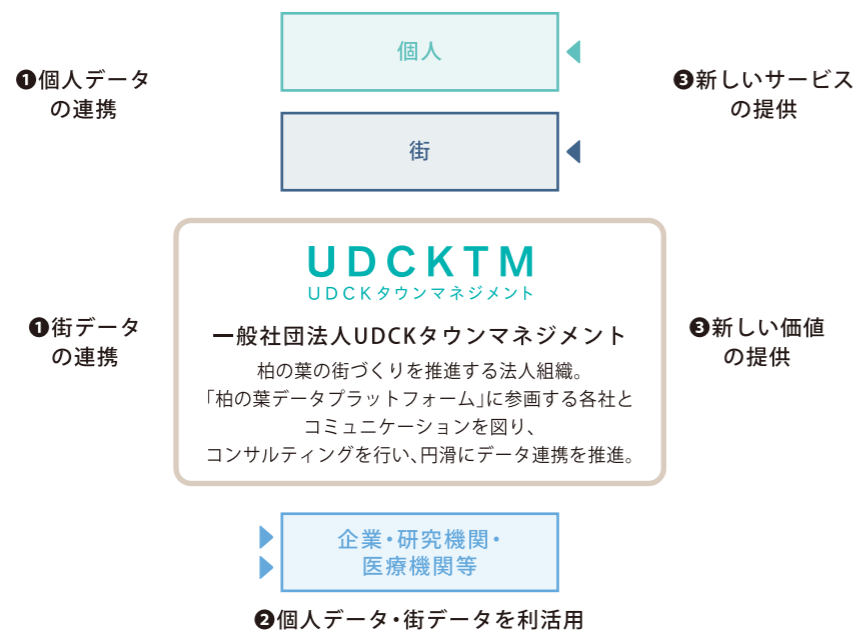 個人
❶個人データ
の連携
❸新しいサービス
の提供
街
UDCKTM
UDCKタウンマネジメント
❶街データ
の連携
一般社団法人UDCKタウンマネジメント
柏の葉の街づくりを推進する法人組織。
「柏の葉データプラットフォーム」に参画する各社と
コミュニケーションを図り、
コンサルティングを行い、円滑にデータ連携を推進。
❸新しい価値
の提供
企業・研究機関・
医療機関等
❷個人データ・街データを利活用